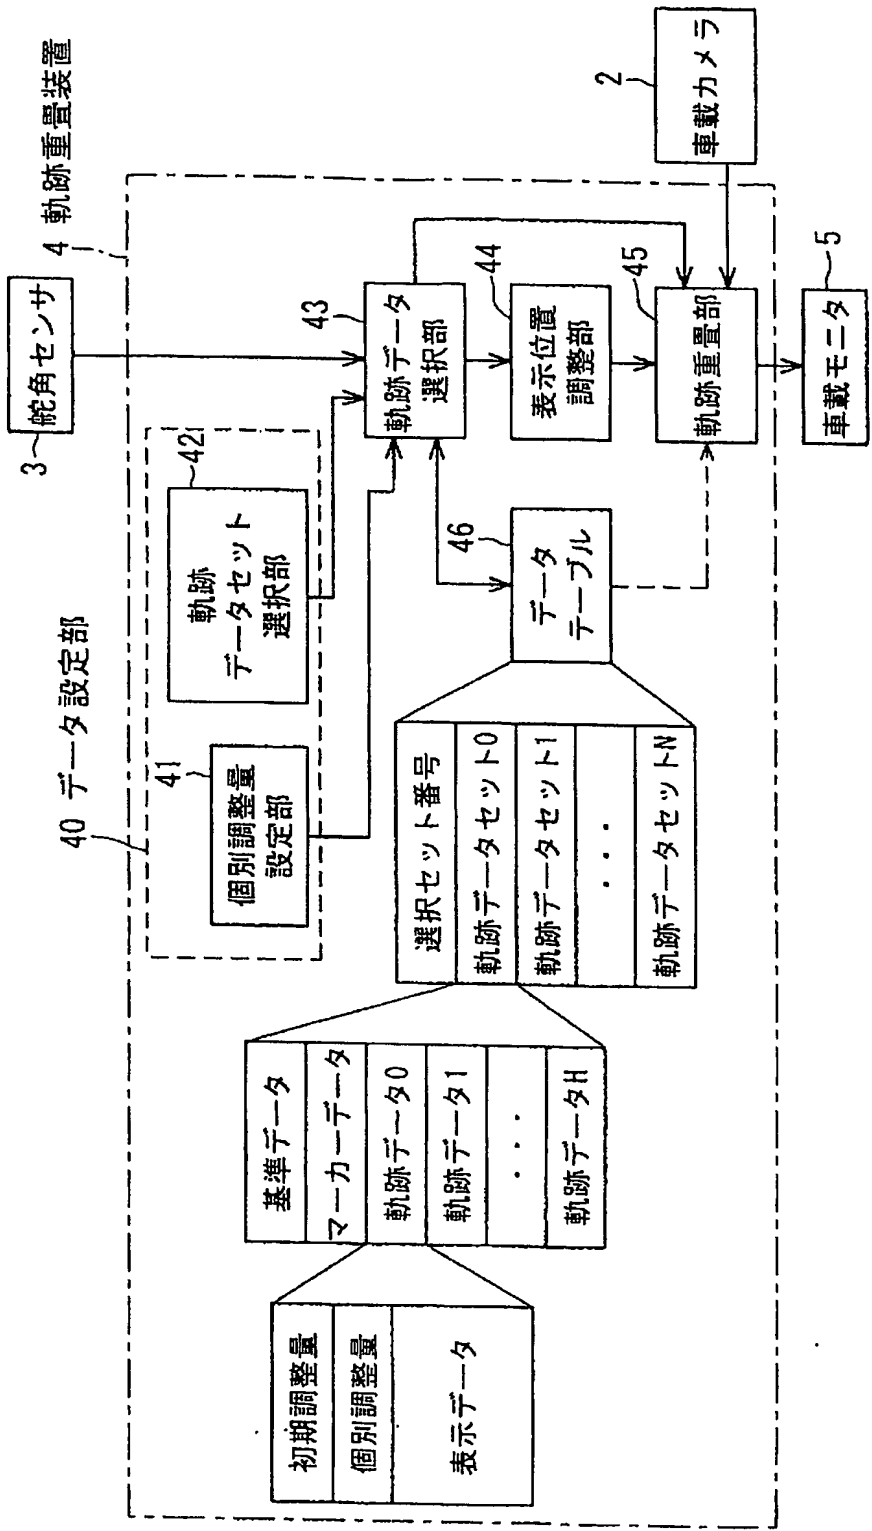 4 軌跡重畳装置
3
舵角センサ
40 データ設定部
41
個別調整量
設定部
42
軌跡
データセット
選択部
43
軌跡データ
選択部
44
表示位置
調整部
45
軌跡重畳部
2
車載カメラ
5
車載モニタ
46
データ
テーブル
選択セット番号
軌跡データセット0
軌跡データセット1
・・・
軌跡データセットN
基準データ
マーカーデータ
軌跡データ0
軌跡データ1
・・・
軌跡データH
初期調整量
個別調整量
表示データ